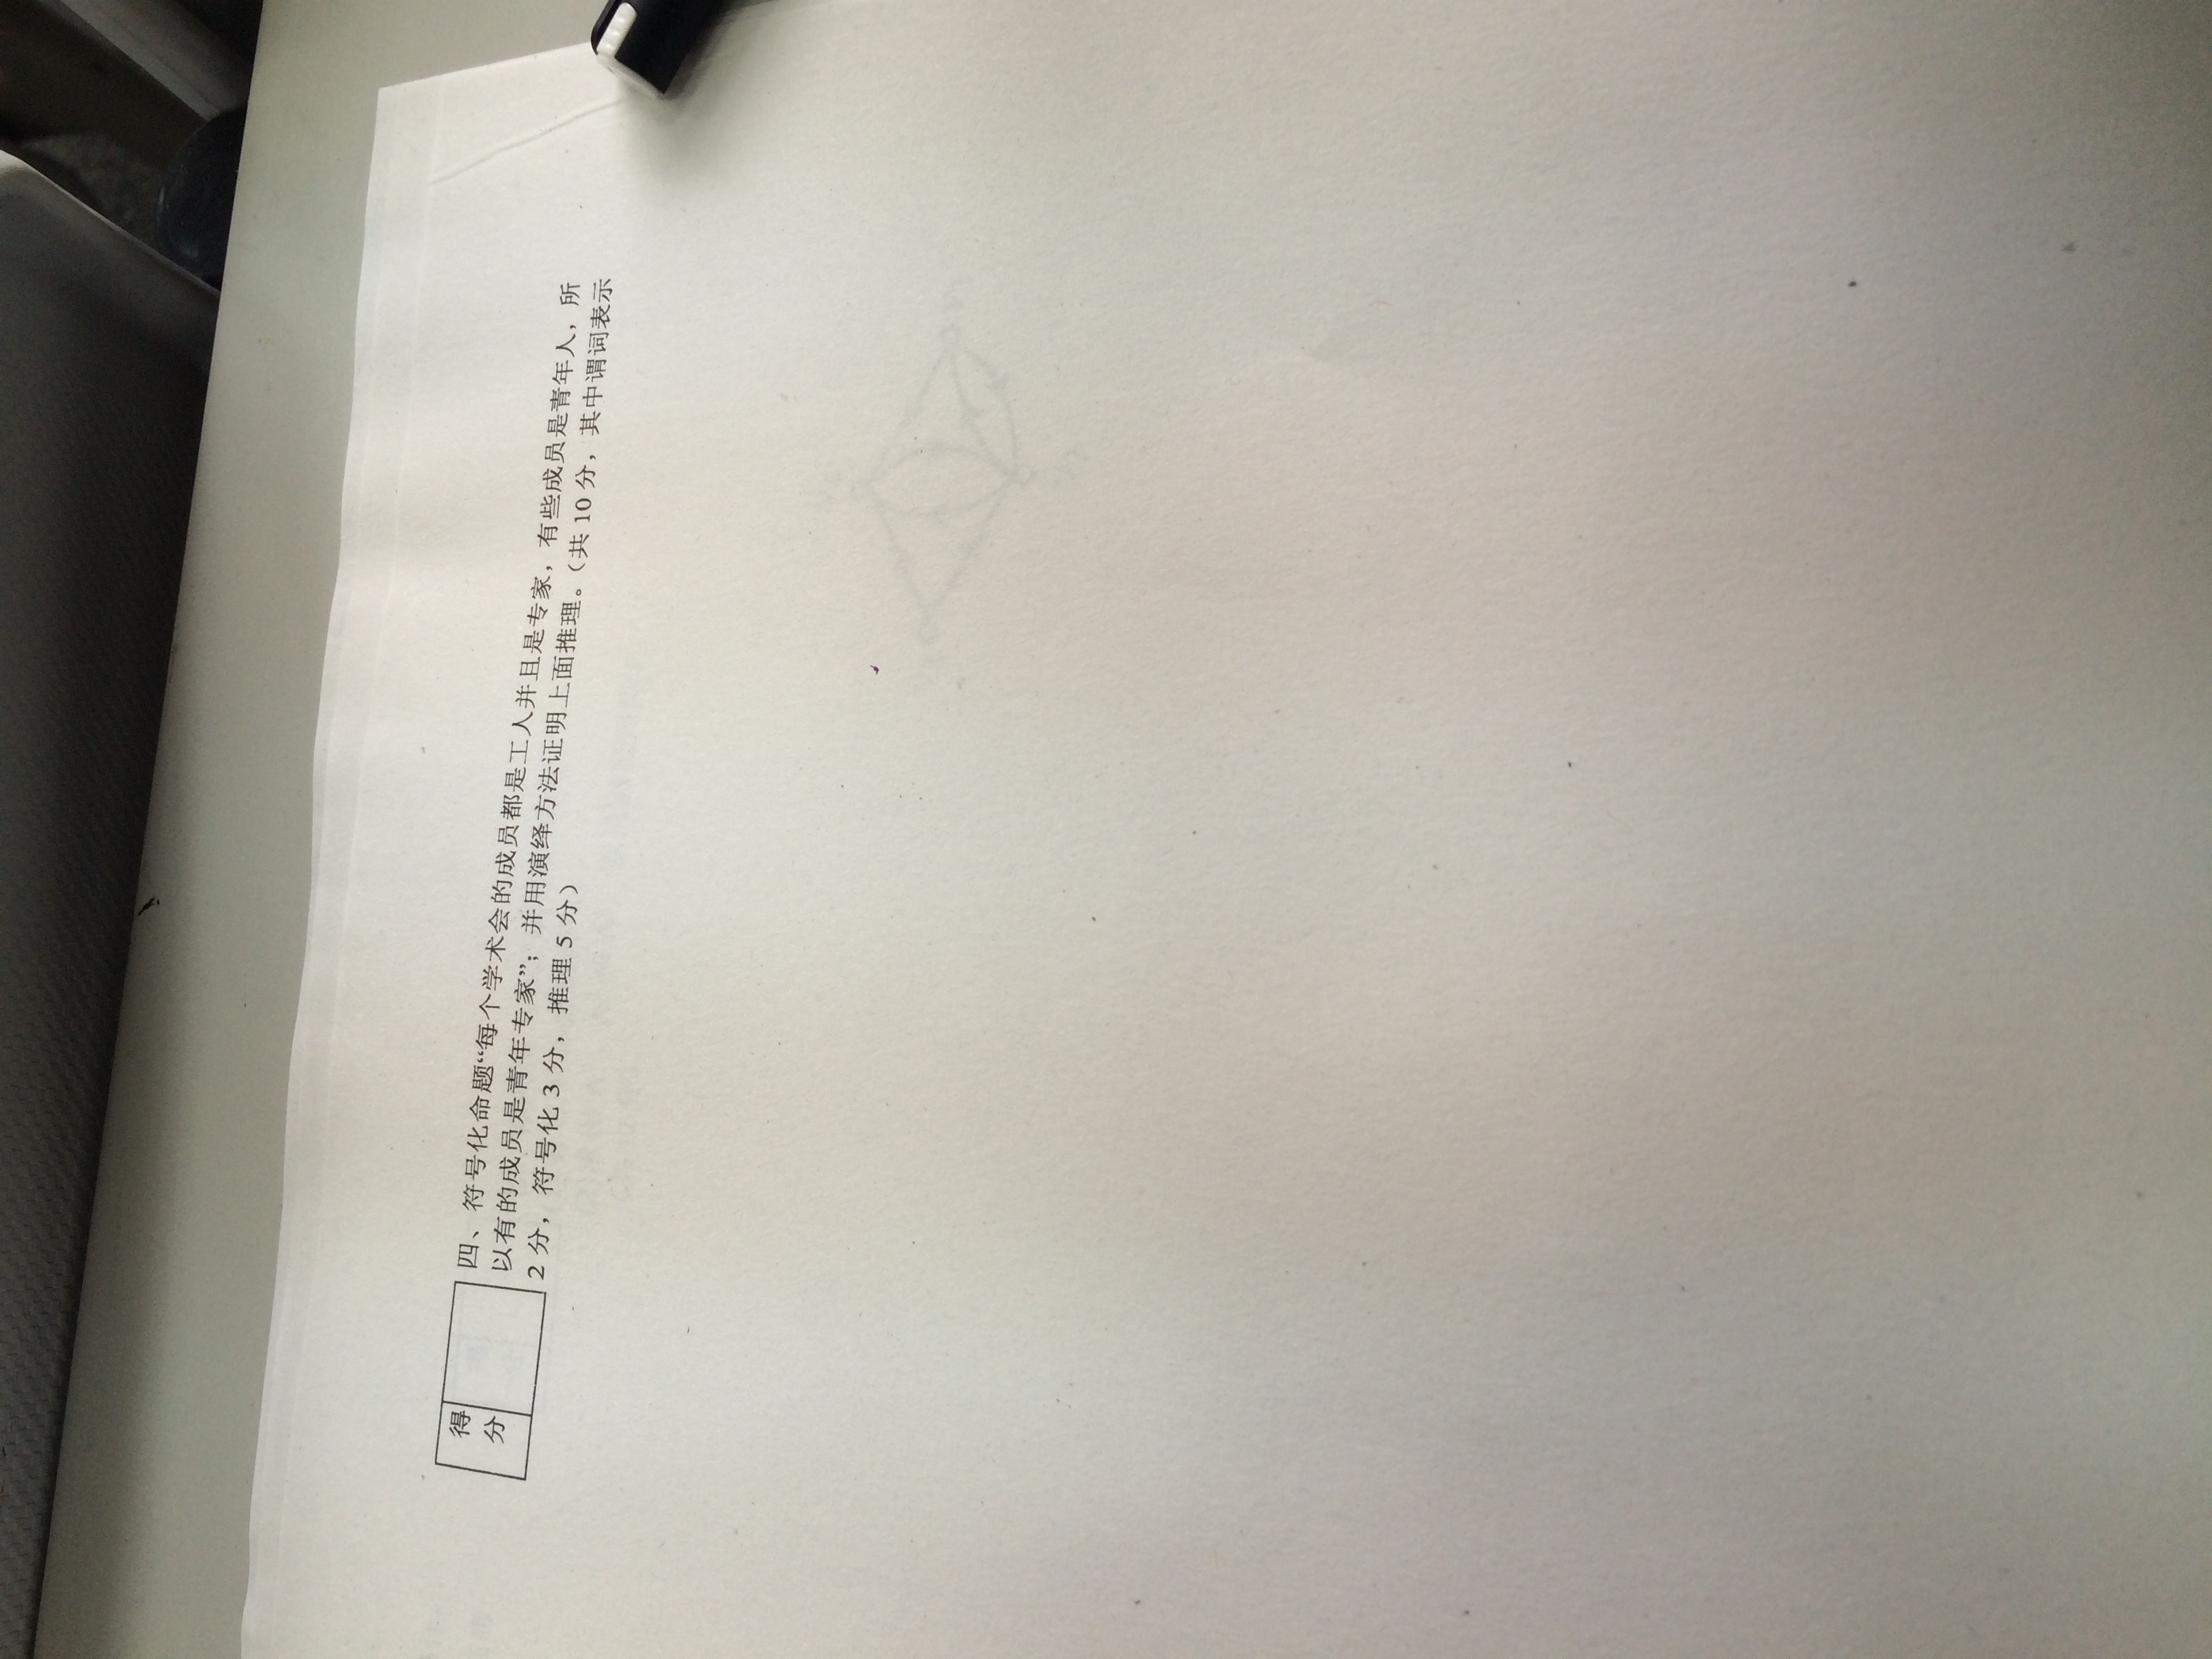 得
分
四、符号化命题“每个学术会的成员都是工人并且是专家，有些成员是青年人，所
以有的成员是青年专家”；并用演绎方法证明上面推理。（共 10 分，其中谓词表示
2 分，符号化 3 分，推理 5 分）